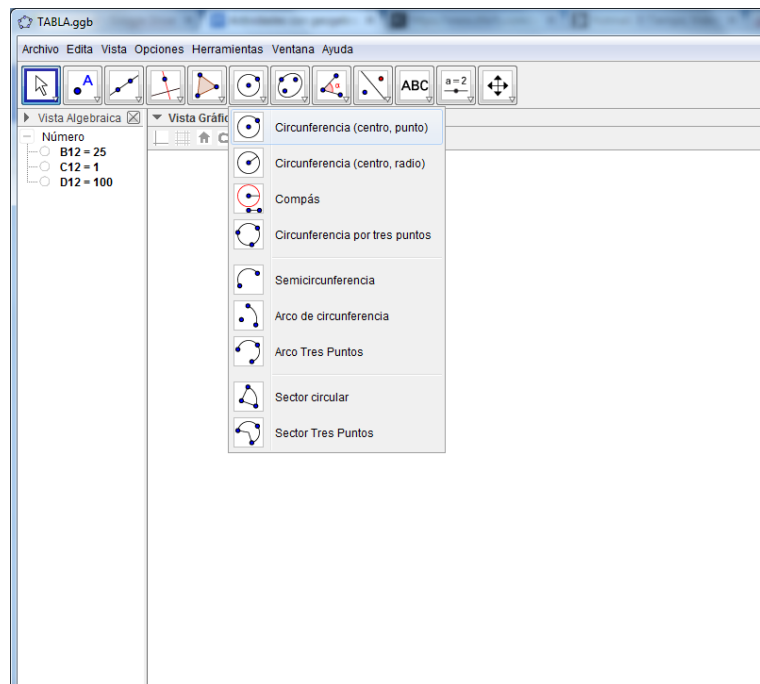 TABLA.ggb
Archivo Edita Vista Opciones Herramientas Ventana Ayuda
A
α
ABC
a=2
Vista Algebraica
Vista Gráfic
Número
B12 = 25
C12 = 1
D12 = 100
Circunferencia (centro, punto)
Circunferencia (centro, radio)
Compás
Circunferencia por tres puntos
Semicircunferencia
Arco de circunferencia
Arco Tres Puntos
Sector circular
Sector Tres Puntos